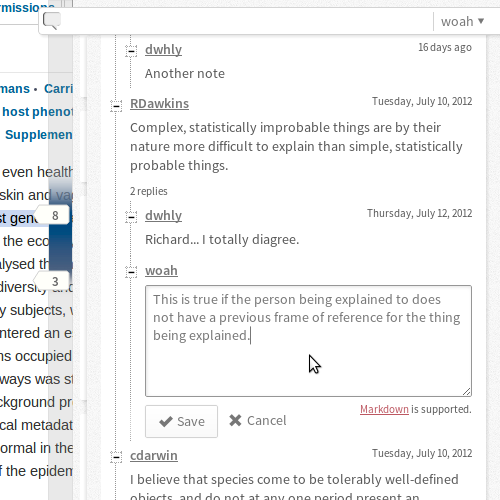 rmissions
woah
mans • Carri
host phenot
Supplemen
even health
skin and va
st gen
the eco
alysed th
diversity and
y subjects, v
ntered an es
ns occupied
ways was st
ckground pr
cal metadat
ormal in the
f the epidem
8
3
dwhly 16 days ago
Another note
RDawkins Tuesday, July 10, 2012
Complex, statistically improbable things are by their
nature more difficult to explain than simple, statistically
probable things.
2 replies
dwhly Thursday, July 12, 2012
Richard... I totally diagree.
woah
This is true if the person being explained to does
not have a previous frame of reference for the thing
being explained.
Markdown is supported.
Save Cancel
cdarwin Tuesday, July 10, 2012
I believe that species come to be tolerably well-defined
objects, and do not at any one period present an